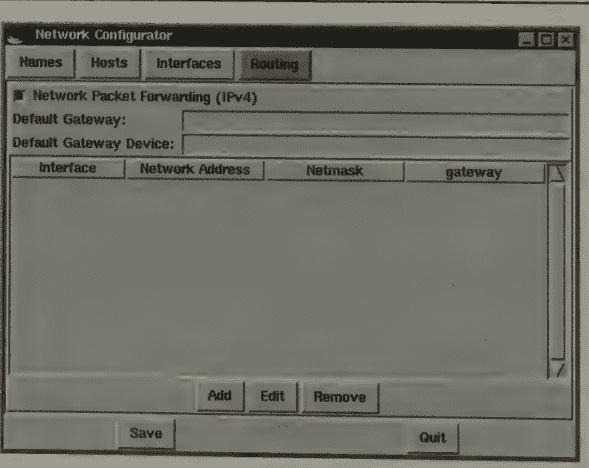 Network Configurator
Names Hosts Interfaces Routing
Network Packet Forwarding (IPv4)
Default Gateway:
Default Gateway Device:
Interface Network Address Netmask gateway
Add Edit Remove
Save Quit